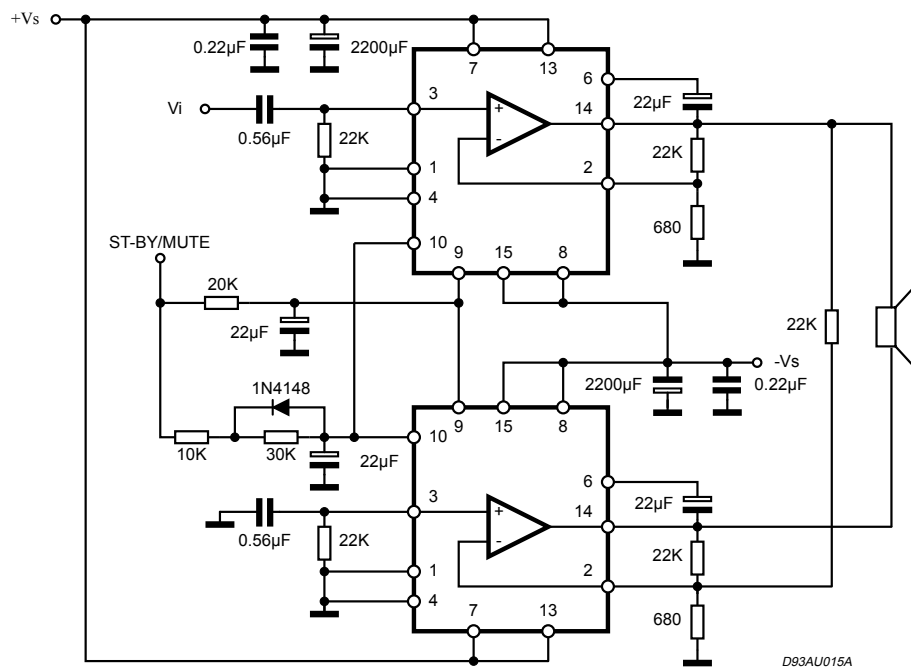 +Vs
0.22µF
2200µF
7
13
6
22µF
Vi
3
+
14
0.56µF
22K
-
22K
1
2
4
680
ST-BY/MUTE
10
9
15
8
20K
22µF
22K
-Vs
1N4148
2200µF
0.22µF
9
15
8
10
10K
30K
22µF
6
22µF
3
+
14
0.56µF
22K
-
22K
1
2
4
7
13
680
D93AU015A